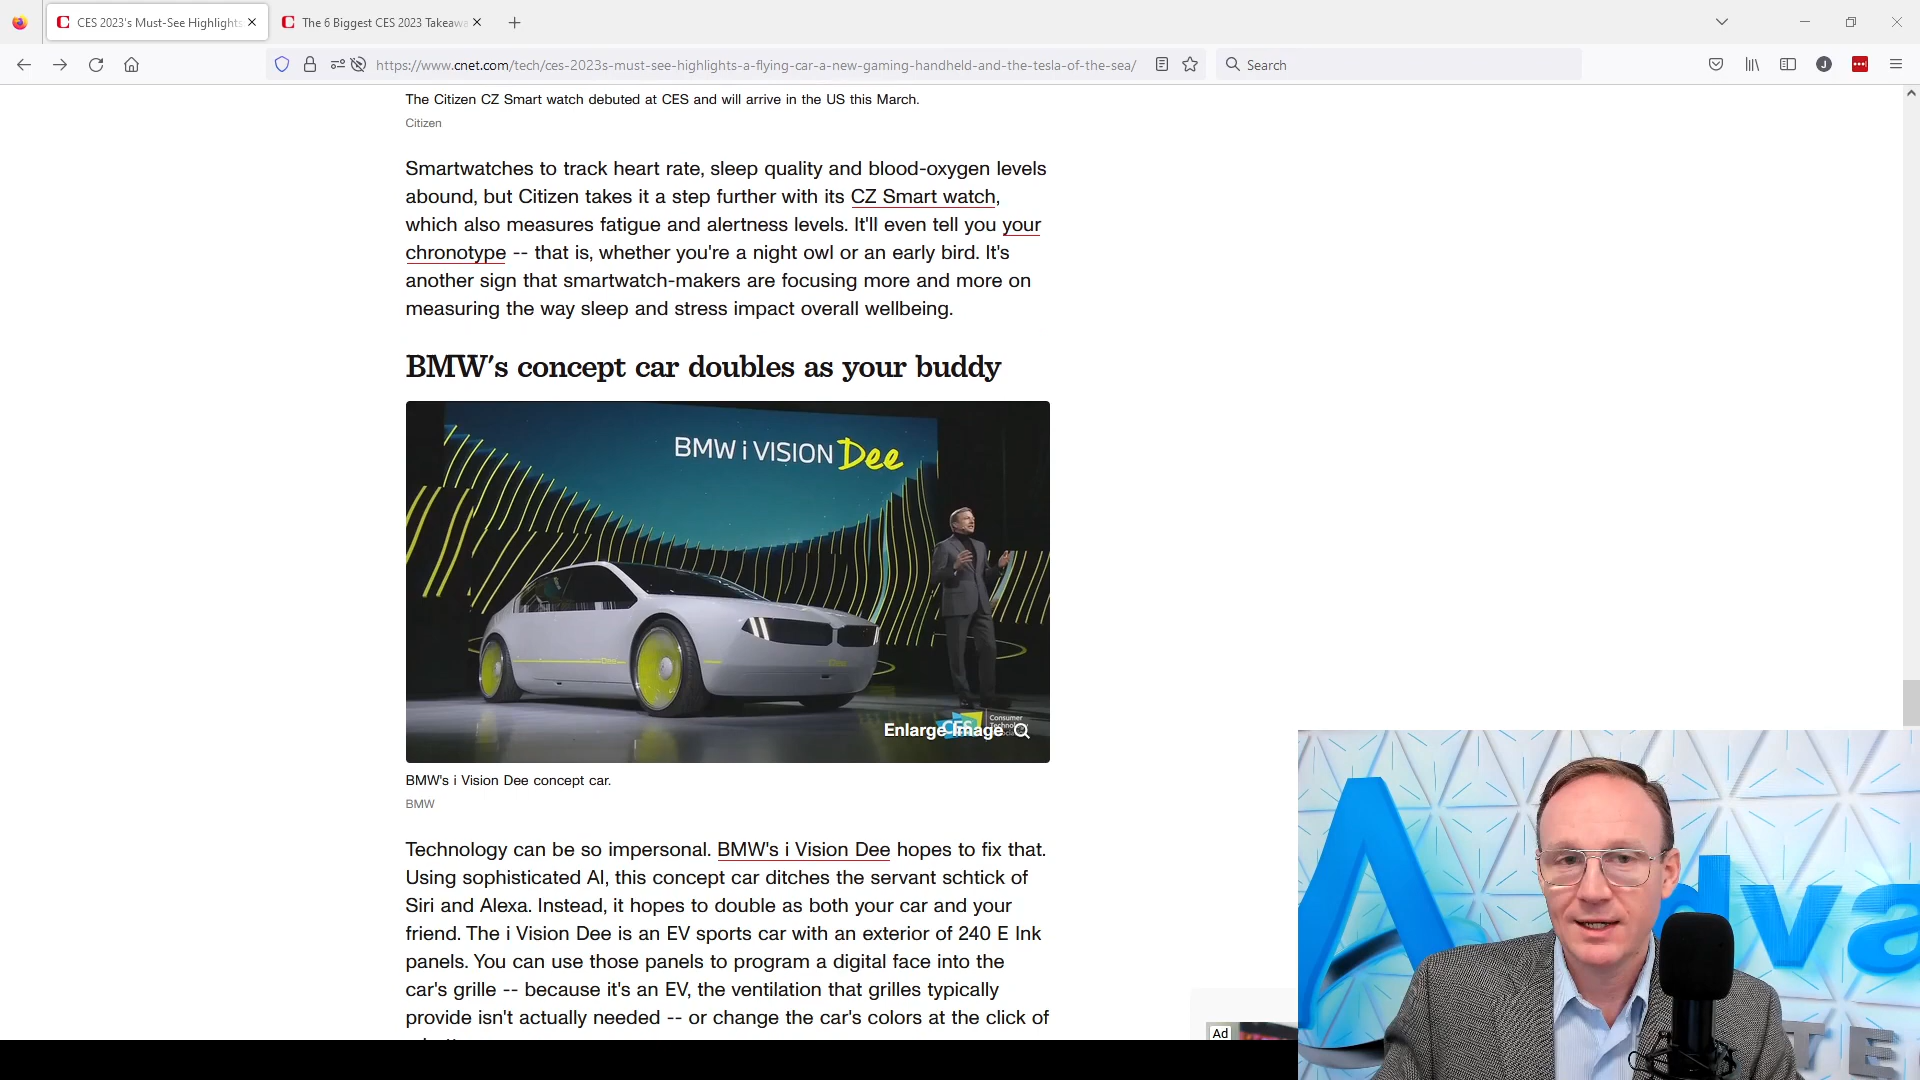 CES 2023's Must-See Highlights
The 6 Biggest CES 2023 Takeawa
https://www.cnet.com/tech/ces-2023s-must-see-highlights-a-flying-car-a-new-gaming-handheld-and-the-tesla-of-the-sea/
Search
J
The Citizen CZ Smart watch debuted at CES and will arrive in the US this March.
Citizen
Smartwatches to track heart rate, sleep quality and blood-oxygen levels
abound, but Citizen takes it a step further with its CZ Smart watch,
which also measures fatigue and alertness levels. It'll even tell you your
chronotype -- that is, whether you're a night owl or an early bird. It's
another sign that smartwatch-makers are focusing more and more on
measuring the way sleep and stress impact overall wellbeing.
BMW's concept car doubles as your buddy
BMW i VISION Dee
CES
Consumer
Technology
Enlarge Image
BMW's i Vision Dee concept car.
BMW
Technology can be so impersonal. BMW's i Vision Dee hopes to fix that.
Using sophisticated AI, this concept car ditches the servant schtick of
Siri and Alexa. Instead, it hopes to double as both your car and your
friend. The i Vision Dee is an EV sports car with an exterior of 240 E Ink
panels. You can use those panels to program a digital face into the
car's grille -- because it's an EV, the ventilation that grilles typically
provide isn't actually needed -- or change the car's colors at the click of
Ad
Adva
TE